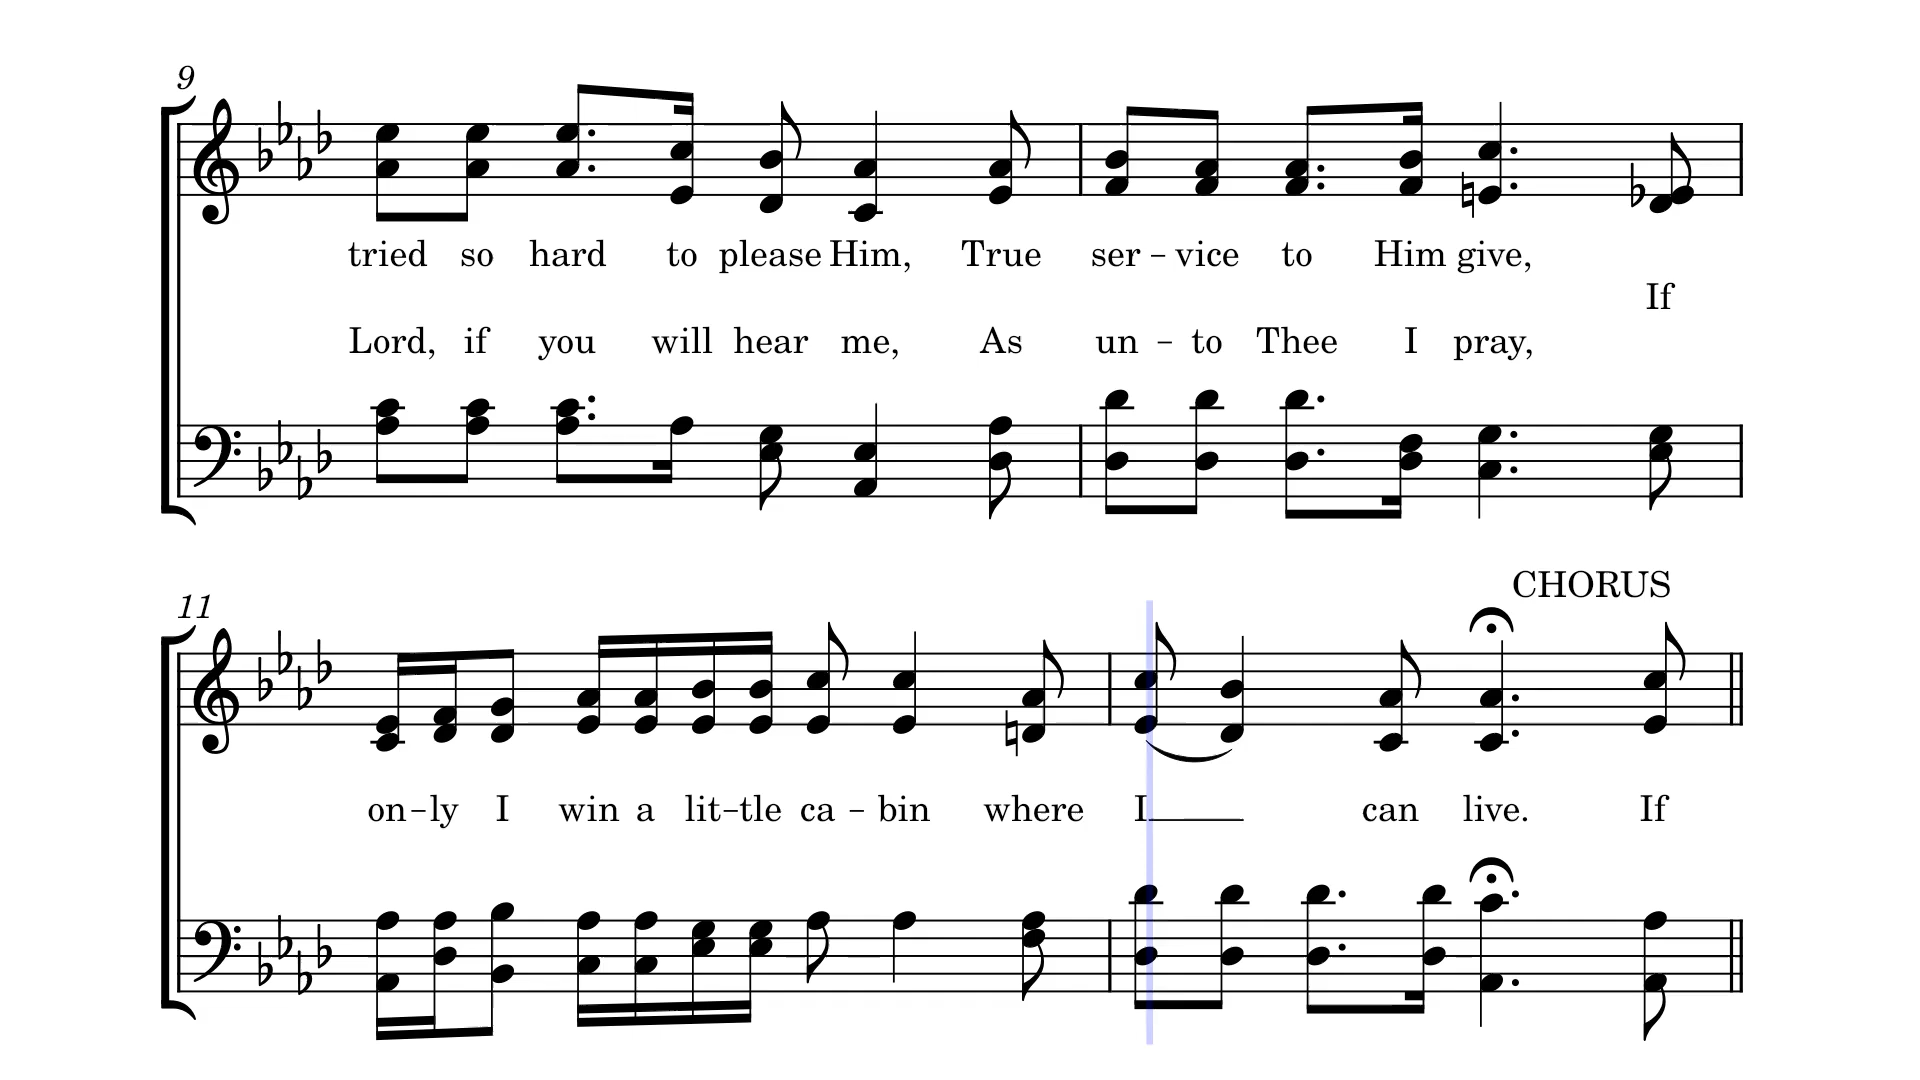 9
tried so hard to please Him, True ser – vice to Him give,
If
Lord, if you will hear me, As un – to Thee I pray,
CHORUS
11
on–ly I win a lit–tle ca – bin where I can live. If